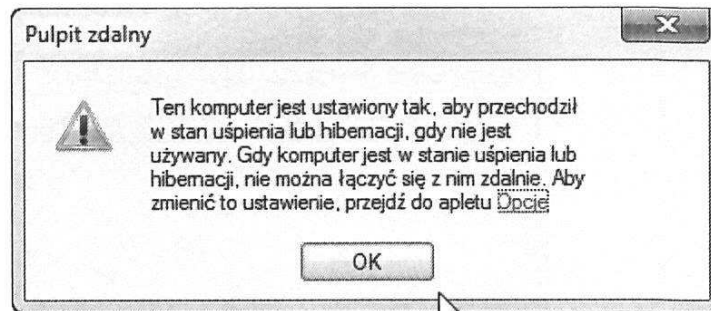 Pulpit zdalny
Ten komputer jest ustawiony tak, aby przechodził
w stan uśpienia lub hibernacji, gdy nie jest
używany. Gdy komputer jest w stanie uśpienia lub
hibernacji, nie można łączyć się z nim zdalnie. Aby
zmienić to ustawienie, przejdź do apletu Opcje
OK